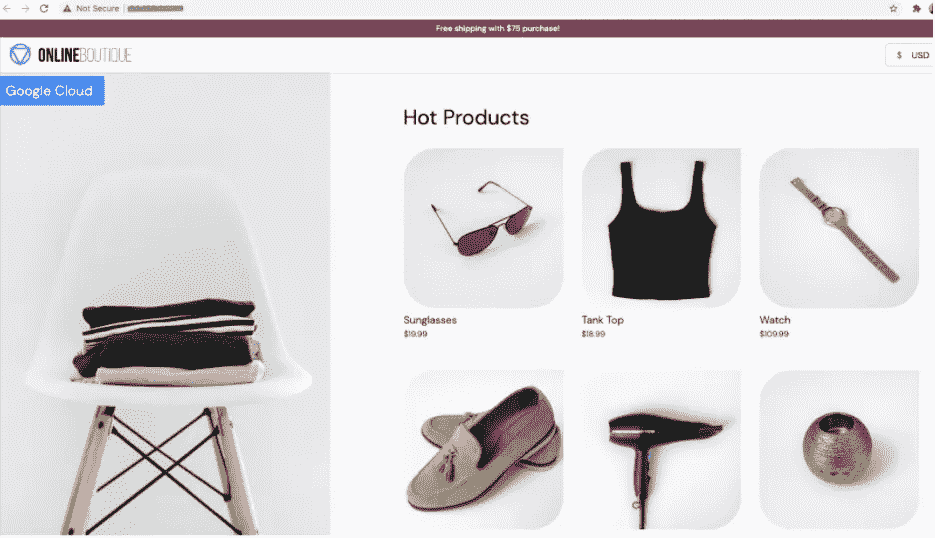 Not Secure
Free shipping with $75 purchase!
ONLINEBOUTIQUE
$ USD
Google Cloud
Hot Products
Sunglasses
$19.99
Tank Top
$18.99
Watch
$109.99